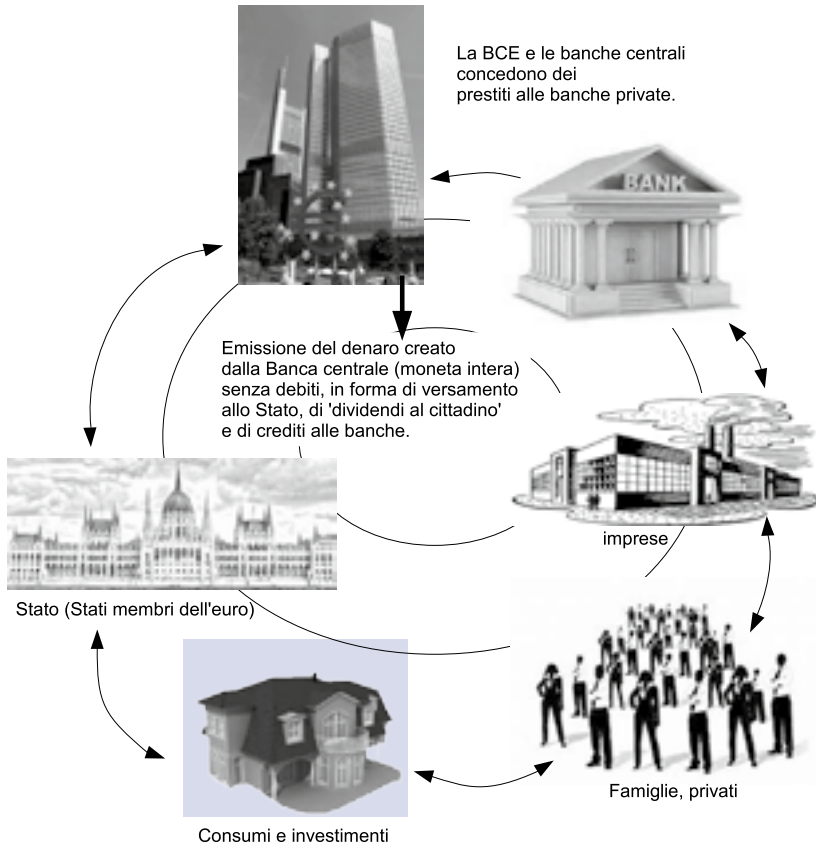 La BCE e le banche centrali
concedono dei
prestiti alle banche private.
BANK
Emissione del denaro creato
dalla Banca centrale (moneta intera)
senza debiti, in forma di versamento
allo Stato, di 'dividendi al cittadino'
e di crediti alle banche.
imprese
Stato (Stati membri dell'euro)
Famiglie, privati
Consumi e investimenti